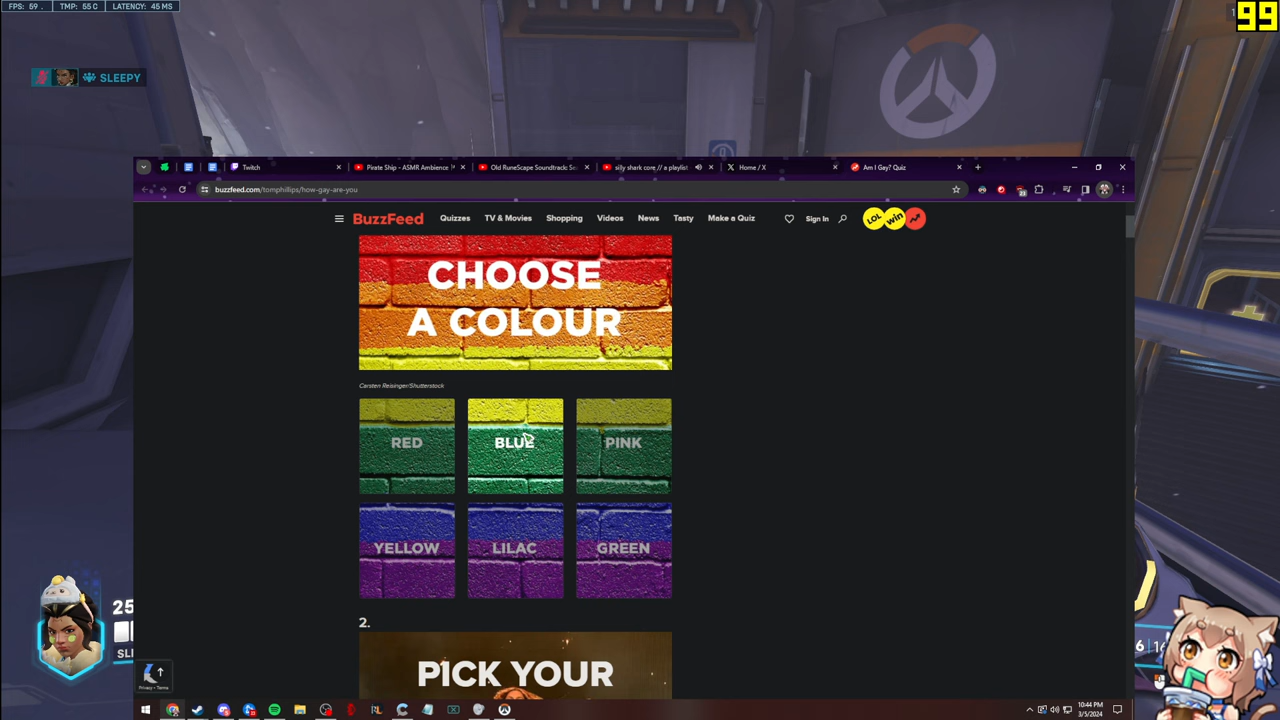 FPS: 59 . TMP: 55 C LATENCY: 45 MS
99
SLEEPY
Twitch
Pirate Ship - ASMR Ambience
Old RuneScape Soundtrack:
silly shark core // a playlist
Home / X
Am I Gay? Quiz
buzzfeed.com/tomphillips/how-gay-are-you
BuzzFeed Quizzes TV & Movies Shopping Videos News Tasty Make a Quiz Sign In LOL win
CHOOSE
A COLOUR
Carsten Reisinger/Shutterstock
RED BLUE PINK
YELLOW LILAC GREEN
2.
PICK YOUR
25
Privacy - Terms
10:44 PM
3/5/2024